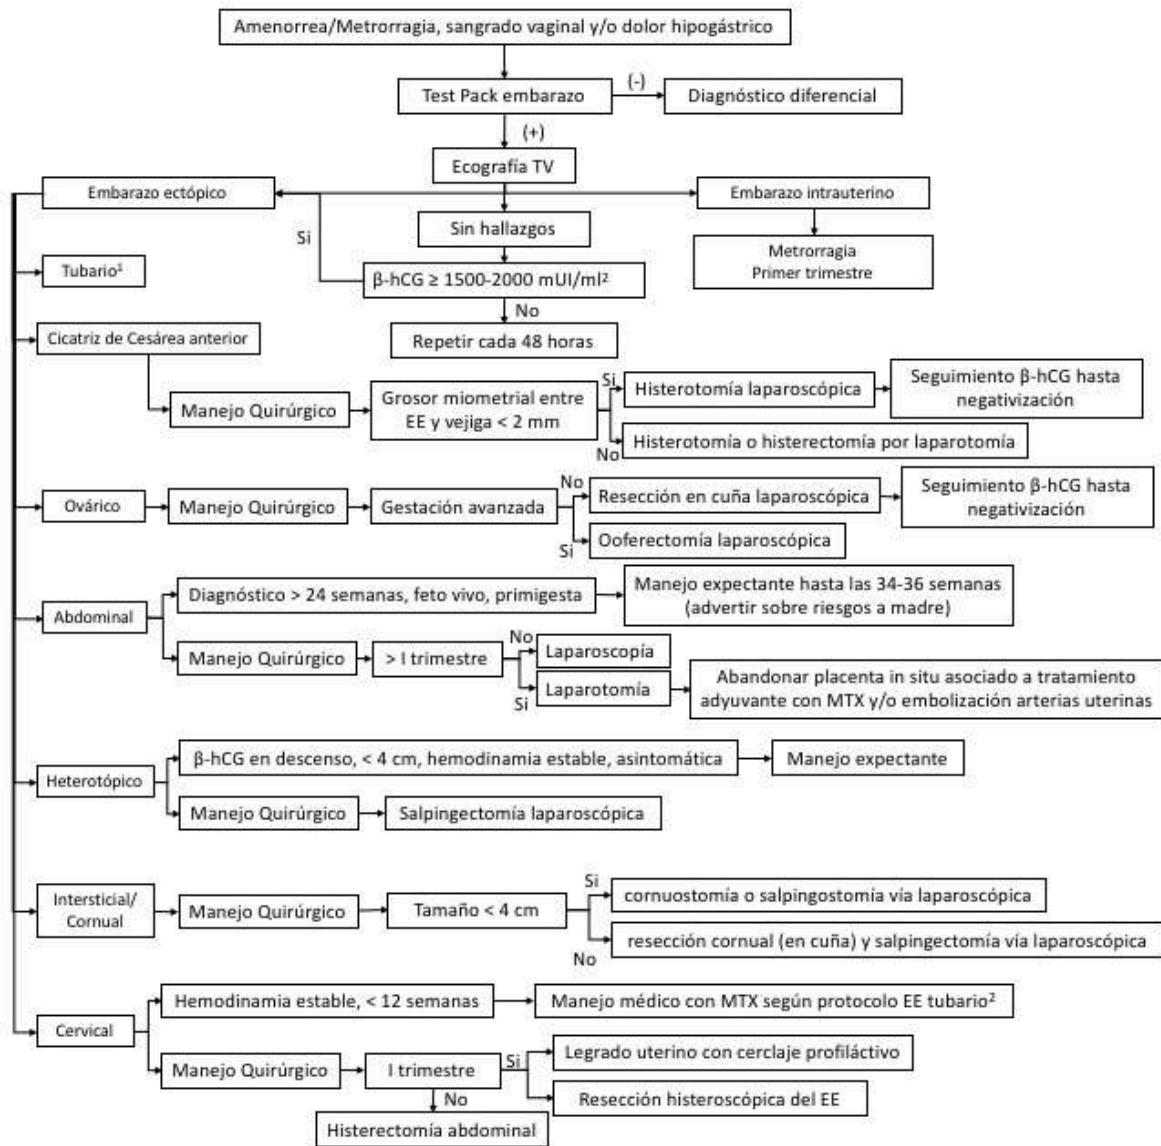 Amenorrea/Metrorragia, sangrado vaginal y/o dolor hipogástrico
Test Pack embarazo
(-)
Diagnóstico diferencial
(+)
Ecografía TV
Embarazo ectópico
Embarazo intrauterino
Si
Sin hallazgos
Metrorragia
Primer trimestre
Tubario¹
β-hCG ≥ 1500-2000 mUI/ml²
No
Cicatriz de Cesárea anterior
Repetir cada 48 horas
Manejo Quirúrgico
Grosor miometrial entre
EE y vejiga < 2 mm
Si
Histerotomía laparoscópica
Seguimiento β-hCG hasta
negativización
No
Histerotomía o histerectomía por laparotomía
Ovárico
Manejo Quirúrgico
Gestación avanzada
No
Resección en cuña laparoscópica
Seguimiento β-hCG hasta
negativización
Si
Ooferectomía laparoscópica
Abdominal
Diagnóstico > 24 semanas, feto vivo, primigesta
Manejo expectante hasta las 34-36 semanas
(advertir sobre riesgos a madre)
Manejo Quirúrgico
> I trimestre
No
Laparoscopía
Si
Laparotomía
Abandonar placenta in situ asociado a tratamiento
adyuvante con MTX y/o embolización arterias uterinas
Heterotópico
β-hCG en descenso, < 4 cm, hemodinamia estable, asintomática
Manejo expectante
Manejo Quirúrgico
Salpingectomía laparoscópica
Intersticial/
Cornual
Manejo Quirúrgico
Tamaño < 4 cm
Si
cornuostomía o salpingostomía vía laparoscópica
No
resección cornual (en cuña) y salpingectomía vía laparoscópica
Cervical
Hemodinamia estable, < 12 semanas
Manejo médico con MTX según protocolo EE tubario²
Manejo Quirúrgico
I trimestre
Si
Legrado uterino con cerclaje profiláctivo
Resección histeroscópica del EE
No
Histerectomía abdominal